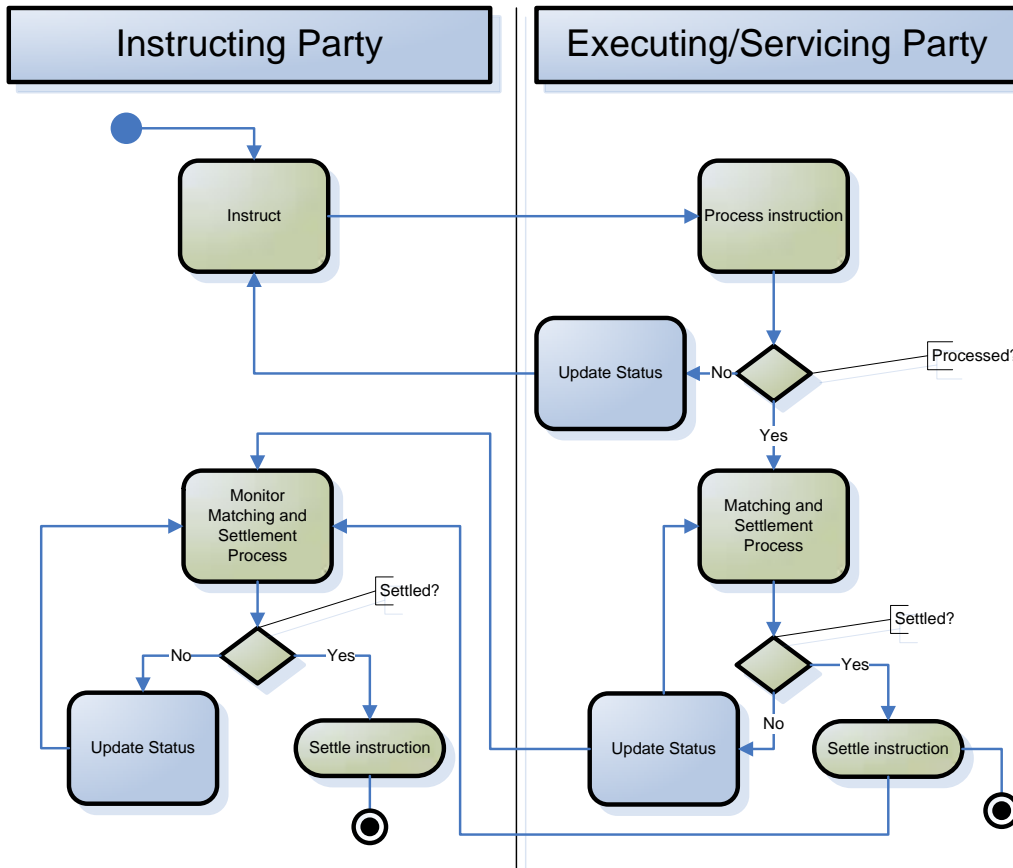 Instructing Party
Executing/Servicing Party
Instruct
Process instruction
Processed?
Update Status
No
Yes
Monitor
Matching and
Settlement
Process
Matching and
Settlement
Process
Settled?
Settled?
No
Yes
Yes
No
Update Status
Settle instruction
Update Status
Settle instruction